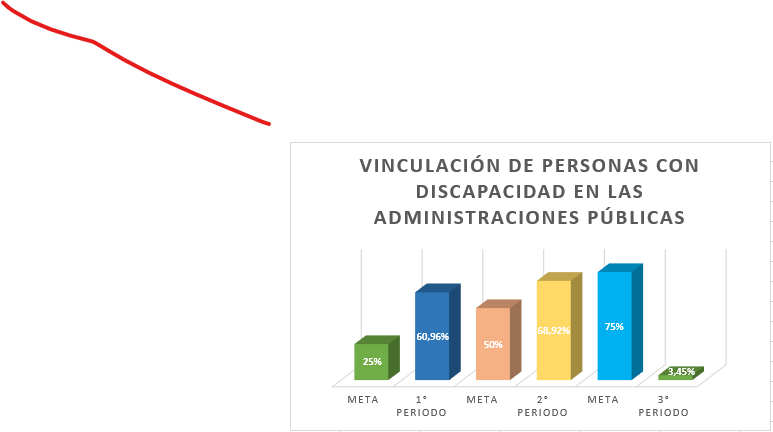 VINCULACIÓN DE PERSONAS CON
DISCAPACIDAD EN LAS
ADMINISTRACIONES PÚBLICAS
25%
60,96%
50%
68,92%
75%
3,45%
META
1°
PERIODO
META
2°
PERIODO
META
3°
PERIODO